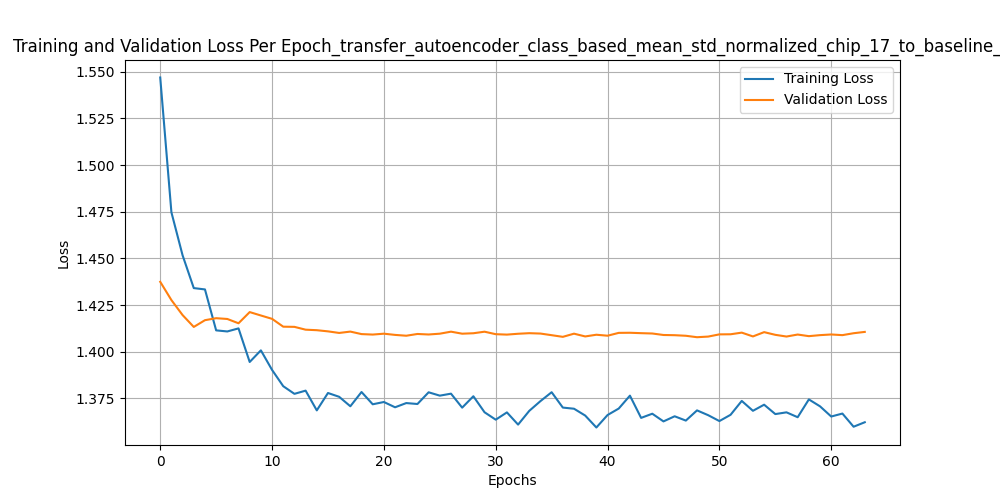 Training and Validation Loss Per Epoch_transfer_autoencoder_class_based_mean_std_normalized_chip_17_to_baseline_
Training Loss
Validation Loss
1.550
1.525
1.500
1.475
1.450
1.425
1.400
1.375
Loss
0 10 20 30 40 50 60
Epochs